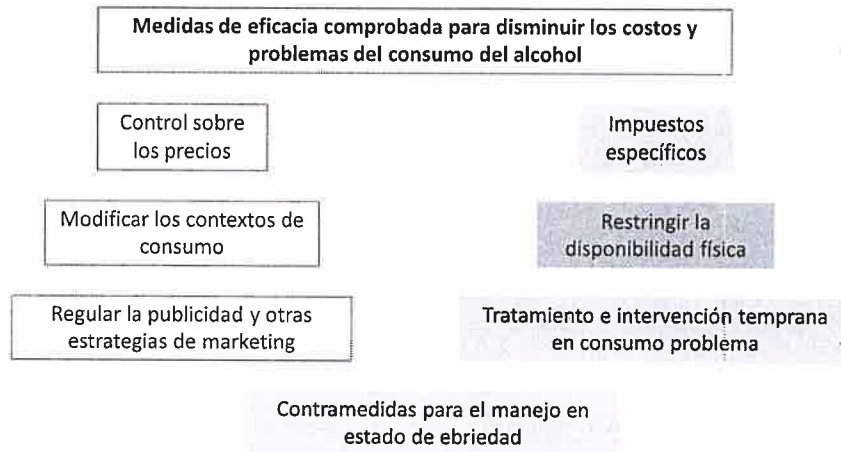 Medidas de eficacia comprobada para disminuir los costos y
problemas del consumo del alcohol
Control sobre
los precios
Impuestos
específicos
Modificar los contextos de
consumo
Restringir la
disponibilidad física
Regular la publicidad y otras
estrategias de marketing
Tratamiento e intervención temprana
en consumo problema
Contramedidas para el manejo en
estado de ebriedad